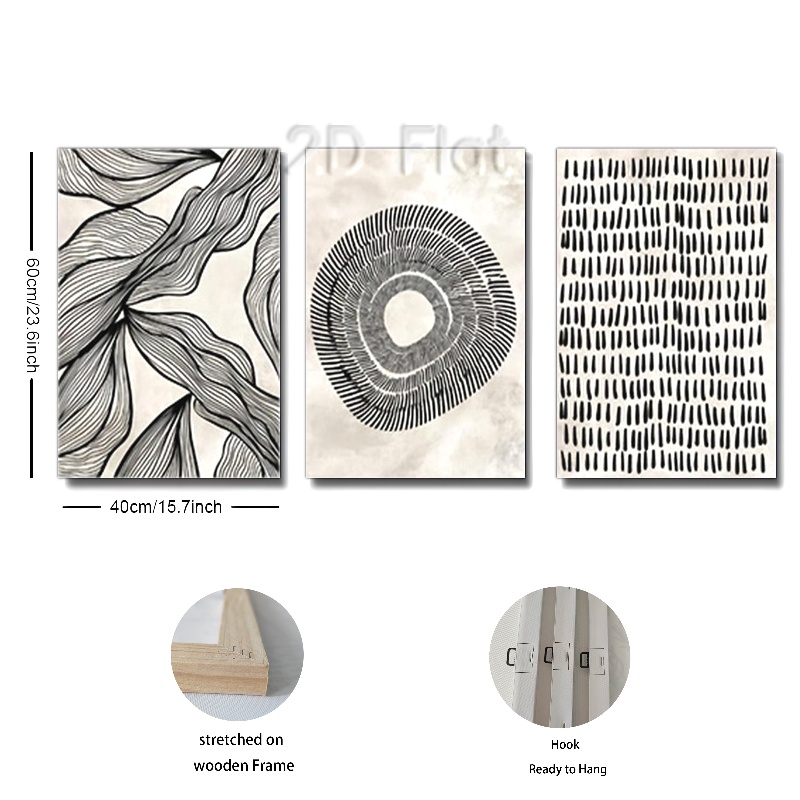 2D Flat
60cm/23.6inch
40cm/15.7inch
stretched on
wooden Frame
Hook
Ready to Hang